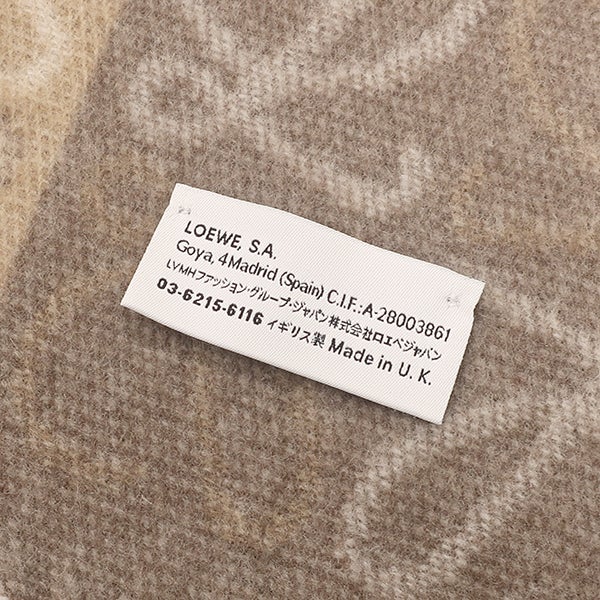 LOEWE, S.A.
Goya, 4 Madrid (Spain) C.I.F.:A-28003861
LVMHファッション・グループ・ジャパン株式会社ロエベジャパン
03-6215-6116 イギリス製 Made in U. K.